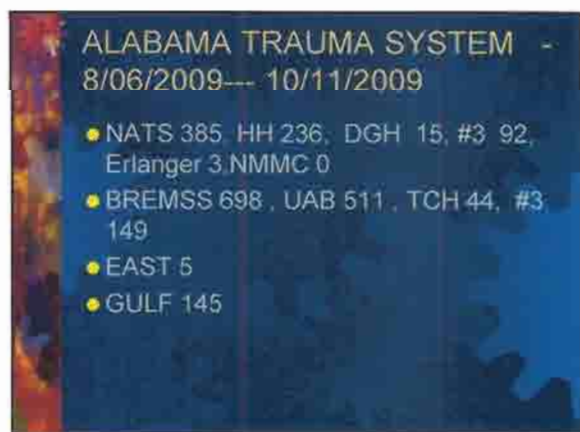 ALABAMA TRAUMA SYSTEM -
8/06/2009--- 10/11/2009
NATS 385, HH 236, DGH 15, #3 92,
Erlanger 3,NMMC 0
BREMSS 698 , UAB 511 , TCH 44, #3
149
EAST 5
GULF 145